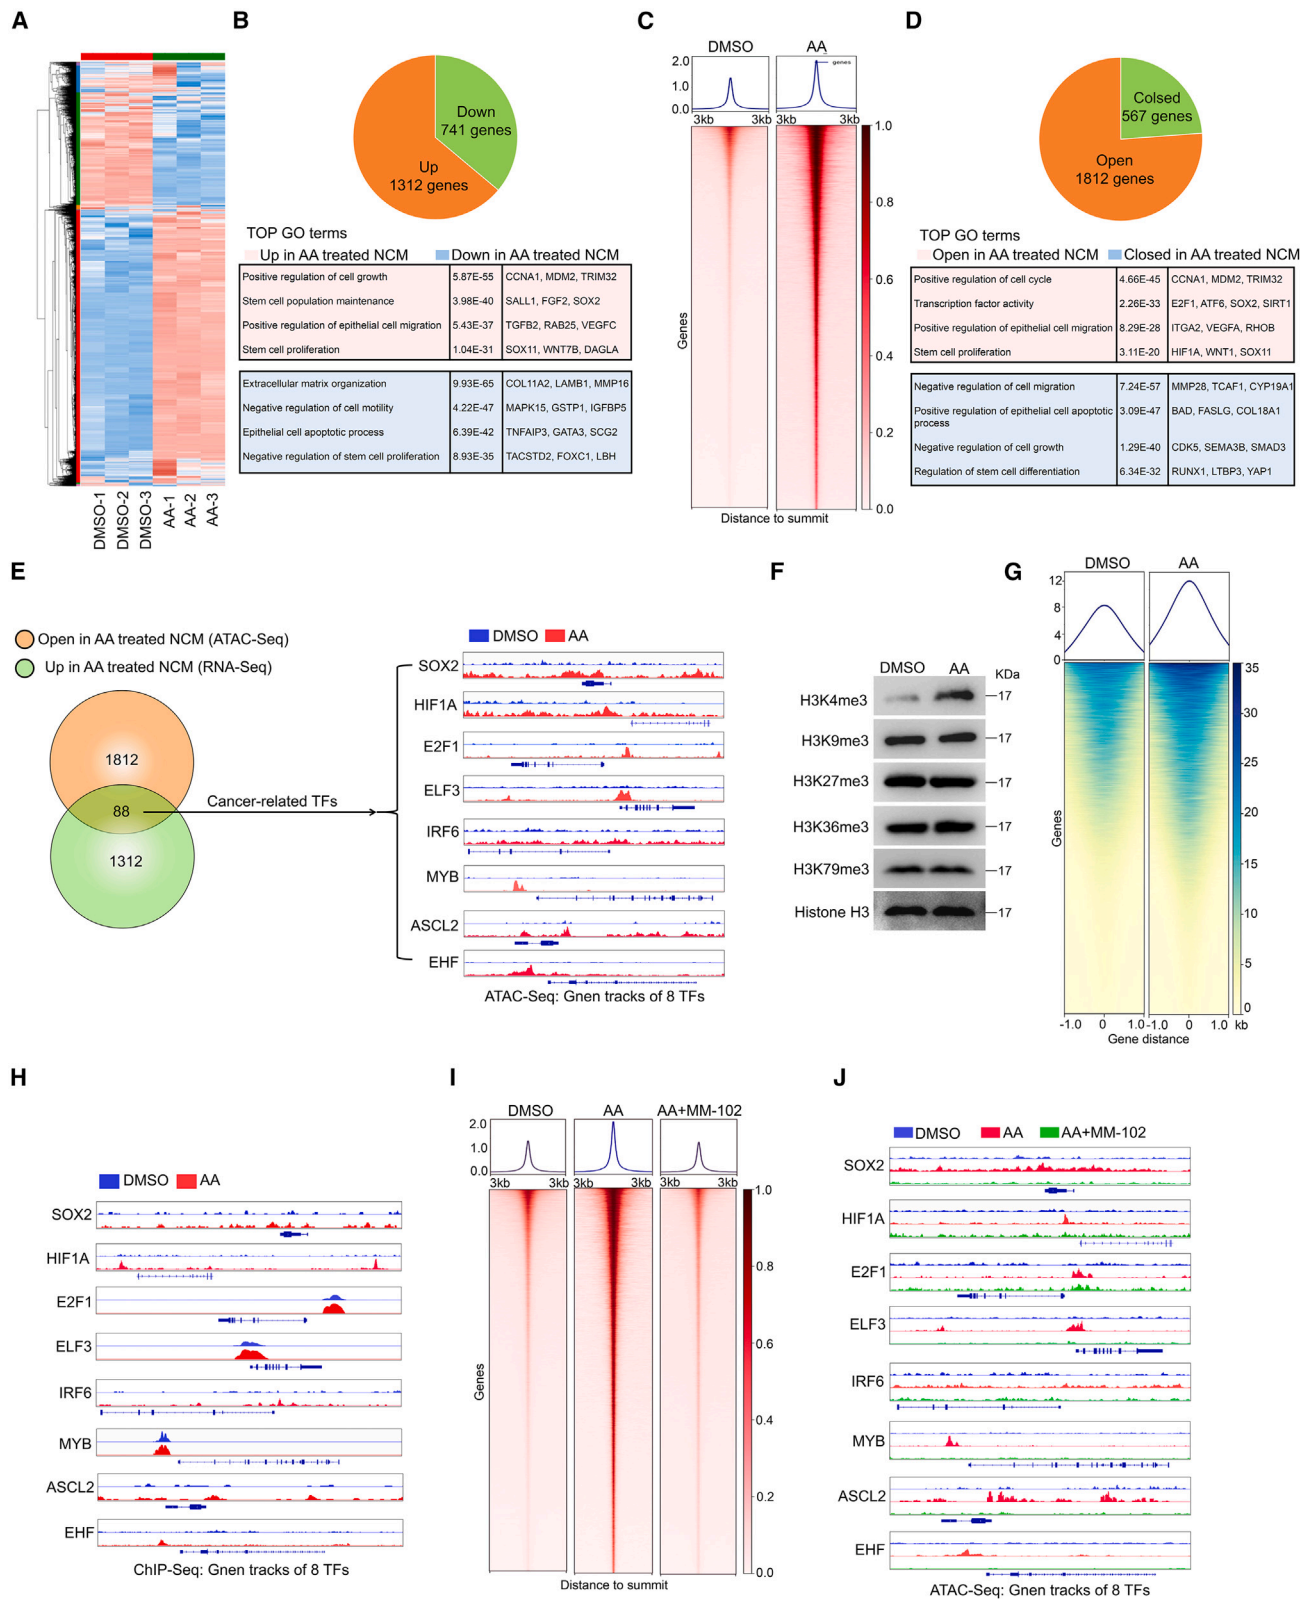 A
DMSO-1
DMSO-2
DMSO-3
AA-1
AA-2
AA-3
B
Down
741 genes
Up
1312 genes
TOP GO terms
Up in AA treated NCM
Down in AA treated NCM
Positive regulation of cell growth 5.87E-55 CCNA1, MDM2, TRIM32
Stem cell population maintenance 3.98E-40 SALL1, FGF2, SOX2
Positive regulation of epithelial cell migration 5.43E-37 TGFB2, RAB25, VEGFC
Stem cell proliferation 1.04E-31 SOX11, WNT7B, DAGLA
Extracellular matrix organization 9.93E-65 COL11A2, LAMB1, MMP16
Negative regulation of cell motility 4.22E-47 MAPK15, GSTP1, IGFBP5
Epithelial cell apoptotic process 6.39E-42 TNFAIP3, GATA3, SCG2
Negative regulation of stem cell proliferation 8.93E-35 TACSTD2, FOXC1, LBH
C
DMSO AA
2.0
1.0
0.0
genes
3kb 3kb 3kb 3kb
Genes
1.0
0.8
0.6
0.4
0.2
0.0
Distance to summit
D
Colsed
567 genes
Open
1812 genes
TOP GO terms
Open in AA treated NCM
Closed in AA treated NCM
Positive regulation of cell cycle 4.66E-45 CCNA1, MDM2, TRIM32
Transcription factor activity 2.26E-33 E2F1, ATF6, SOX2, SIRT1
Positive regulation of epithelial cell migration 8.29E-28 ITGA2, VEGFA, RHOB
Stem cell proliferation 3.11E-20 HIF1A, WNT1, SOX11
Negative regulation of cell migration 7.24E-57 MMP28, TCAF1, CYP19A1
Positive regulation of epithelial cell apoptotic 3.09E-47 BAD, FASLG, COL18A1
process
Negative regulation of cell growth 1.29E-40 CDK5, SEMA3B, SMAD3
Regulation of stem cell differentiation 6.34E-32 RUNX1, LTBP3, YAP1
E
Open in AA treated NCM (ATAC-Seq)
Up in AA treated NCM (RNA-Seq)
1812
88
1312
Cancer-related TFs
DMSO AA
SOX2
HIF1A
E2F1
ELF3
IRF6
MYB
ASCL2
EHF
ATAC-Seq: Gnen tracks of 8 TFs
F
DMSO AA KDa
H3K4me3 17
H3K9me3 17
H3K27me3 17
H3K36me3 17
H3K79me3 17
Histone H3 17
G
DMSO AA
12
8
4
0
Genes
35
30
25
20
15
10
5
0
-1.0 0 1.0 -1.0 0 1.0 kb
Gene distance
H
DMSO AA
SOX2
HIF1A
E2F1
ELF3
IRF6
MYB
ASCL2
EHF
ChIP-Seq: Gnen tracks of 8 TFs
I
DMSO AA AA+MM-102
2.0
1.0
0.0
3kb 3kb 3kb 3kb 3kb 3kb
Genes
1.0
0.8
0.6
0.4
0.2
0.0
Distance to summit
J
DMSO AA AA+MM-102
SOX2
HIF1A
E2F1
ELF3
IRF6
MYB
ASCL2
EHF
ATAC-Seq: Gnen tracks of 8 TFs